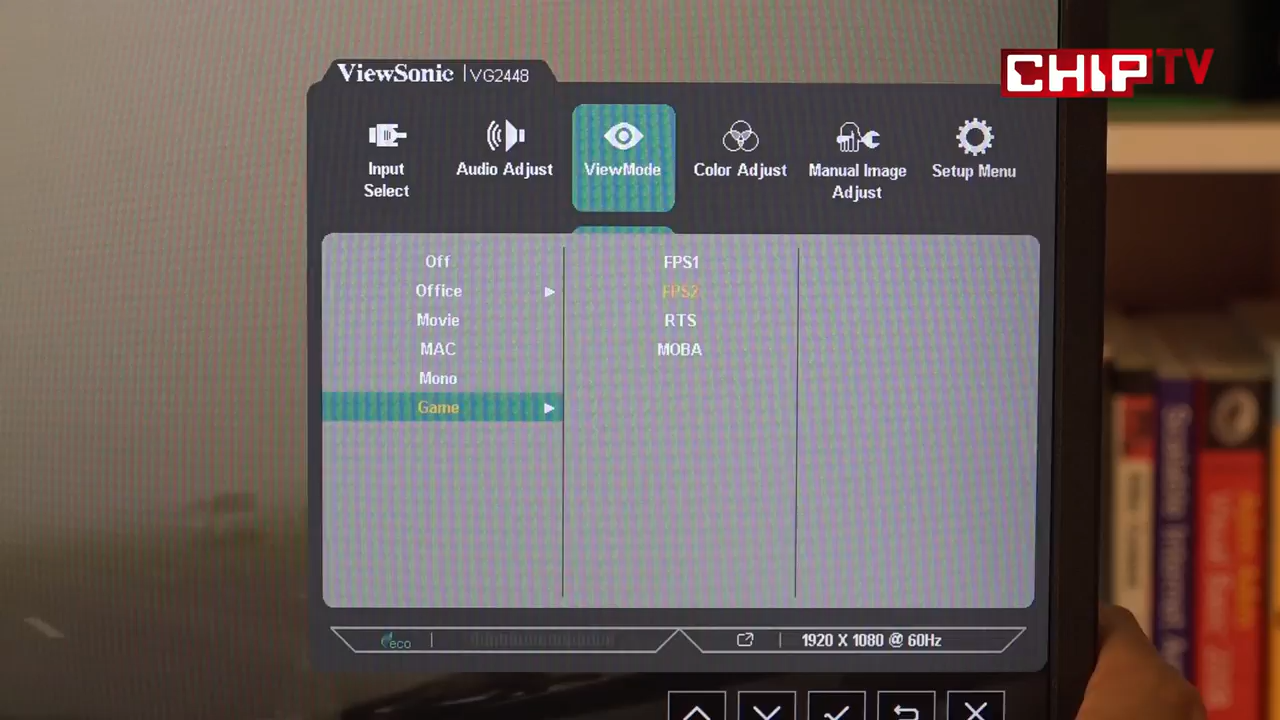 ViewSonic VG2448
CHIP TV
Input Select
Audio Adjust
ViewMode
Color Adjust
Manual Image Adjust
Setup Menu
Off
Office
Movie
MAC
Mono
Game
FPS1
FPS2
RTS
MOBA
eco
1920 X 1080 @ 60Hz